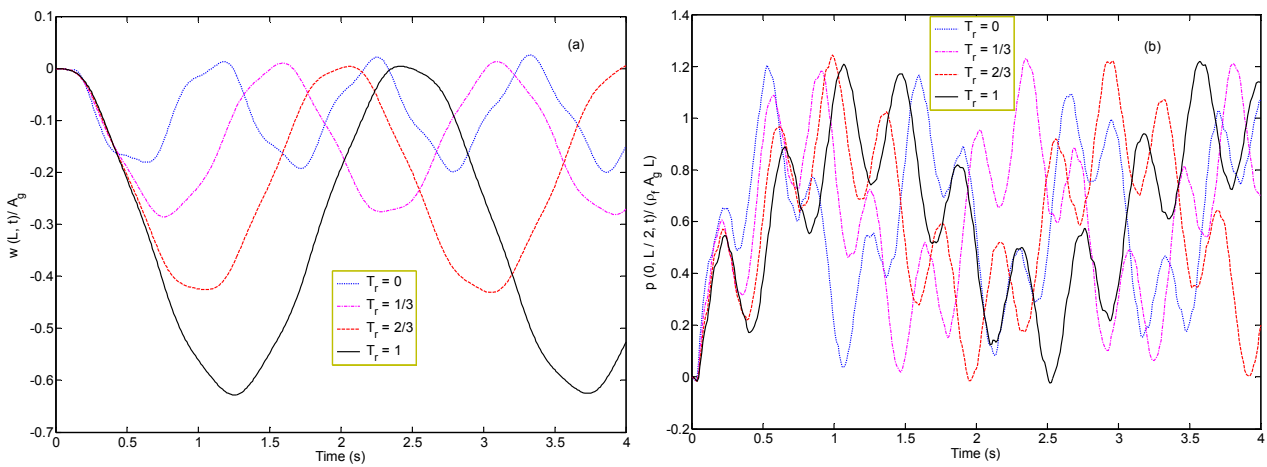 (a)
w (L, t)/ A_g
0.1
0
-0.1
-0.2
-0.3
-0.4
-0.5
-0.6
-0.7
T_r = 0
T_r = 1/3
T_r = 2/3
T_r = 1
0 0.5 1 1.5 2 2.5 3 3.5 4
Time (s)
(b)
p (0, L / 2, t)/ (ρ_f A_g L)
1.4
1.2
1
0.8
0.6
0.4
0.2
0
-0.2
T_r = 0
T_r = 1/3
T_r = 2/3
T_r = 1
0 0.5 1 1.5 2 2.5 3 3.5 4
Time (s)